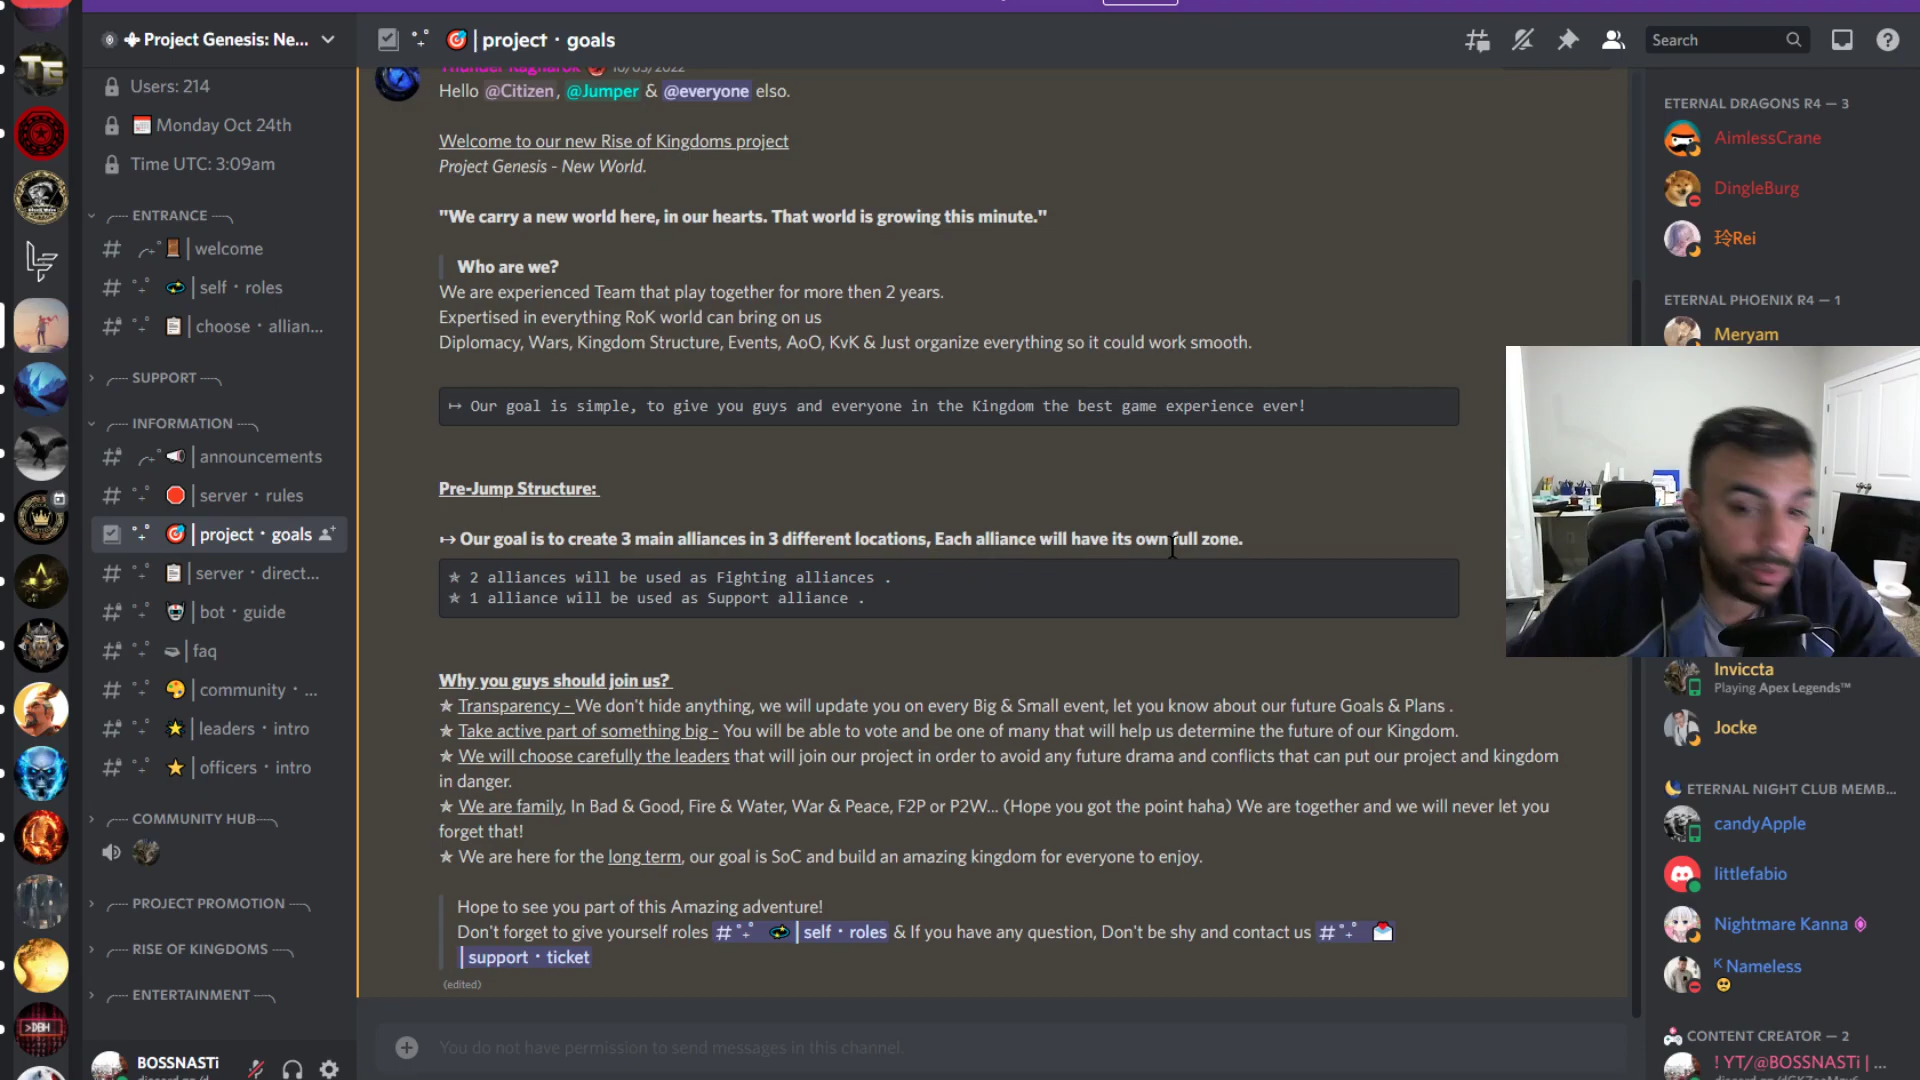 Project Genesis: Ne...
Users: 214
Monday Oct 24th
Time UTC: 3:09am
ENTRANCE
welcome
self・roles
choose・allian...
SUPPORT
INFORMATION
announcements
server・rules
project・goals
server・direct...
bot・guide
faq
community・...
leaders・intro
officers・intro
COMMUNITY HUB
PROJECT PROMOTION
RISE OF KINGDOMS
ENTERTAINMENT
BOSSNASTi
TE
>DBH
project・goals
Search
Thunder Ragnarok 10/05/2022
Hello @Citizen, @Jumper & @everyone elso.
Welcome to our new Rise of Kingdoms project
Project Genesis - New World.
"We carry a new world here, in our hearts. That world is growing this minute."
Who are we?
We are experienced Team that play together for more then 2 years.
Expertised in everything RoK world can bring on us
Diplomacy, Wars, Kingdom Structure, Events, AoO, KvK & Just organize everything so it could work smooth.
↦ Our goal is simple, to give you guys and everyone in the Kingdom the best game experience ever!
Pre-Jump Structure:
↦ Our goal is to create 3 main alliances in 3 different locations, Each alliance will have its own full zone.
★ 2 alliances will be used as Fighting alliances .
★ 1 alliance will be used as Support alliance .
Why you guys should join us?
★ Transparency - We don't hide anything, we will update you on every Big & Small event, let you know about our future Goals & Plans .
★ Take active part of something big - You will be able to vote and be one of many that will help us determine the future of our Kingdom.
★ We will choose carefully the leaders that will join our project in order to avoid any future drama and conflicts that can put our project and kingdom
in danger.
★ We are family, In Bad & Good, Fire & Water, War & Peace, F2P or P2W... (Hope you got the point haha) We are together and we will never let you
forget that!
★ We are here for the long term, our goal is SoC and build an amazing kingdom for everyone to enjoy.
Hope to see you part of this Amazing adventure!
Don't forget to give yourself roles # self・roles & If you have any question, Don't be shy and contact us #
support・ticket
(edited)
You do not have permission to send messages in this channel.
ETERNAL DRAGONS R4 — 3
AimlessCrane
DingleBurg
玲Rei
ETERNAL PHOENIX R4 — 1
Meryam
Inviccta
Playing Apex Legends™
Jocke
ETERNAL NIGHT CLUB MEMB...
candyApple
littlefabio
Nightmare Kanna
ᴷ Nameless
CONTENT CREATOR — 2
! YT/@BOSSNASTi | ...